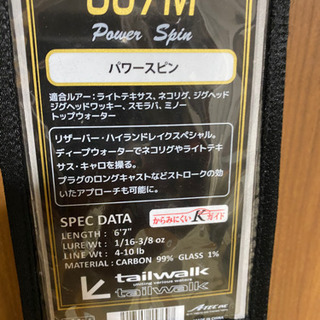 667M
Power Spin
パワースピン
適合ルアー：ライトテキサス、ネコリグ、ジグヘッド
ジグヘッドワッキー、スモラバ、ミノー
トップウォーター
リザーバー・ハイランドレイクスペシャル。
ディープウォーターでネコリグやライトテキ
サス・キャロを操る。
プラグのロングキャストなどストロークの効
いたアプローチも可能に。
SPEC DATA
からみにくいKガイド
LENGTH : 6'7"
LURE Wt : 1/16-3/8 oz
LINE Wt : 4-10 lb
MATERIAL : CARBON 99% GLASS 1%
tailwalk
tailwalk